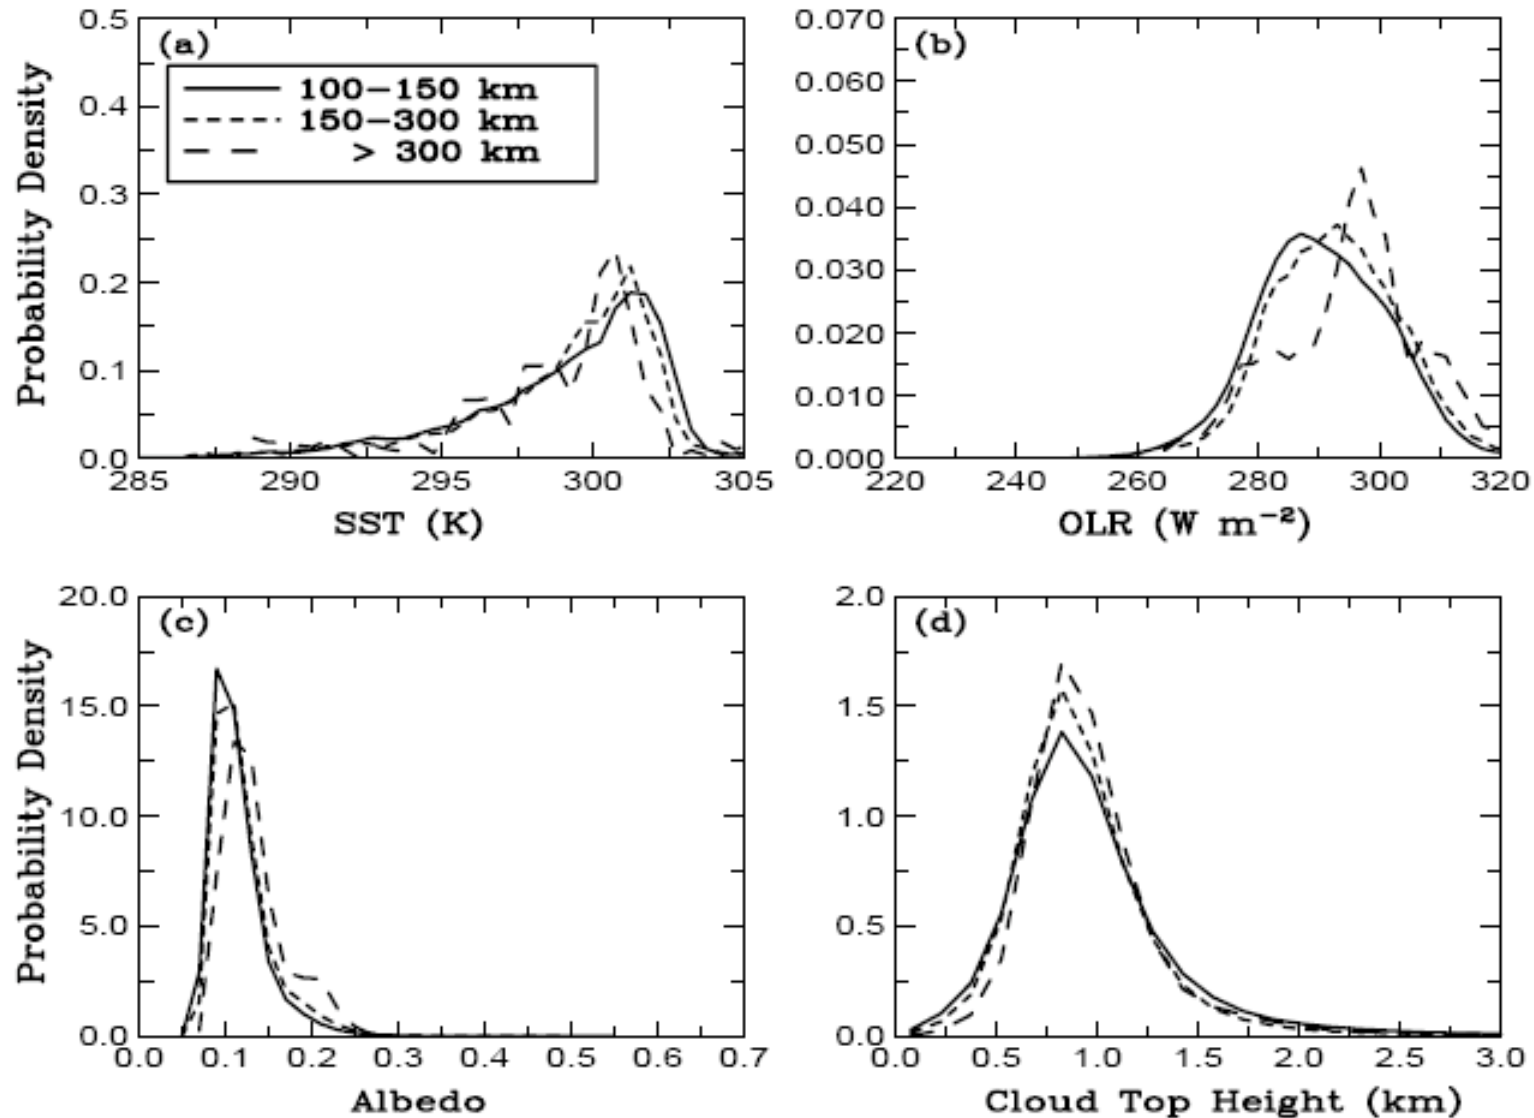 (a)
100-150 km
150-300 km
> 300 km
Probability Density
0.5
0.4
0.3
0.2
0.1
0.0
285 290 295 300 305
SST (K)
(b)
0.070
0.060
0.050
0.040
0.030
0.020
0.010
0.000
220 240 260 280 300 320
OLR (W m⁻²)
(c)
Probability Density
20.0
15.0
10.0
5.0
0.0
0.0 0.1 0.2 0.3 0.4 0.5 0.6 0.7
Albedo
(d)
2.0
1.5
1.0
0.5
0.0
0.0 0.5 1.0 1.5 2.0 2.5 3.0
Cloud Top Height (km)